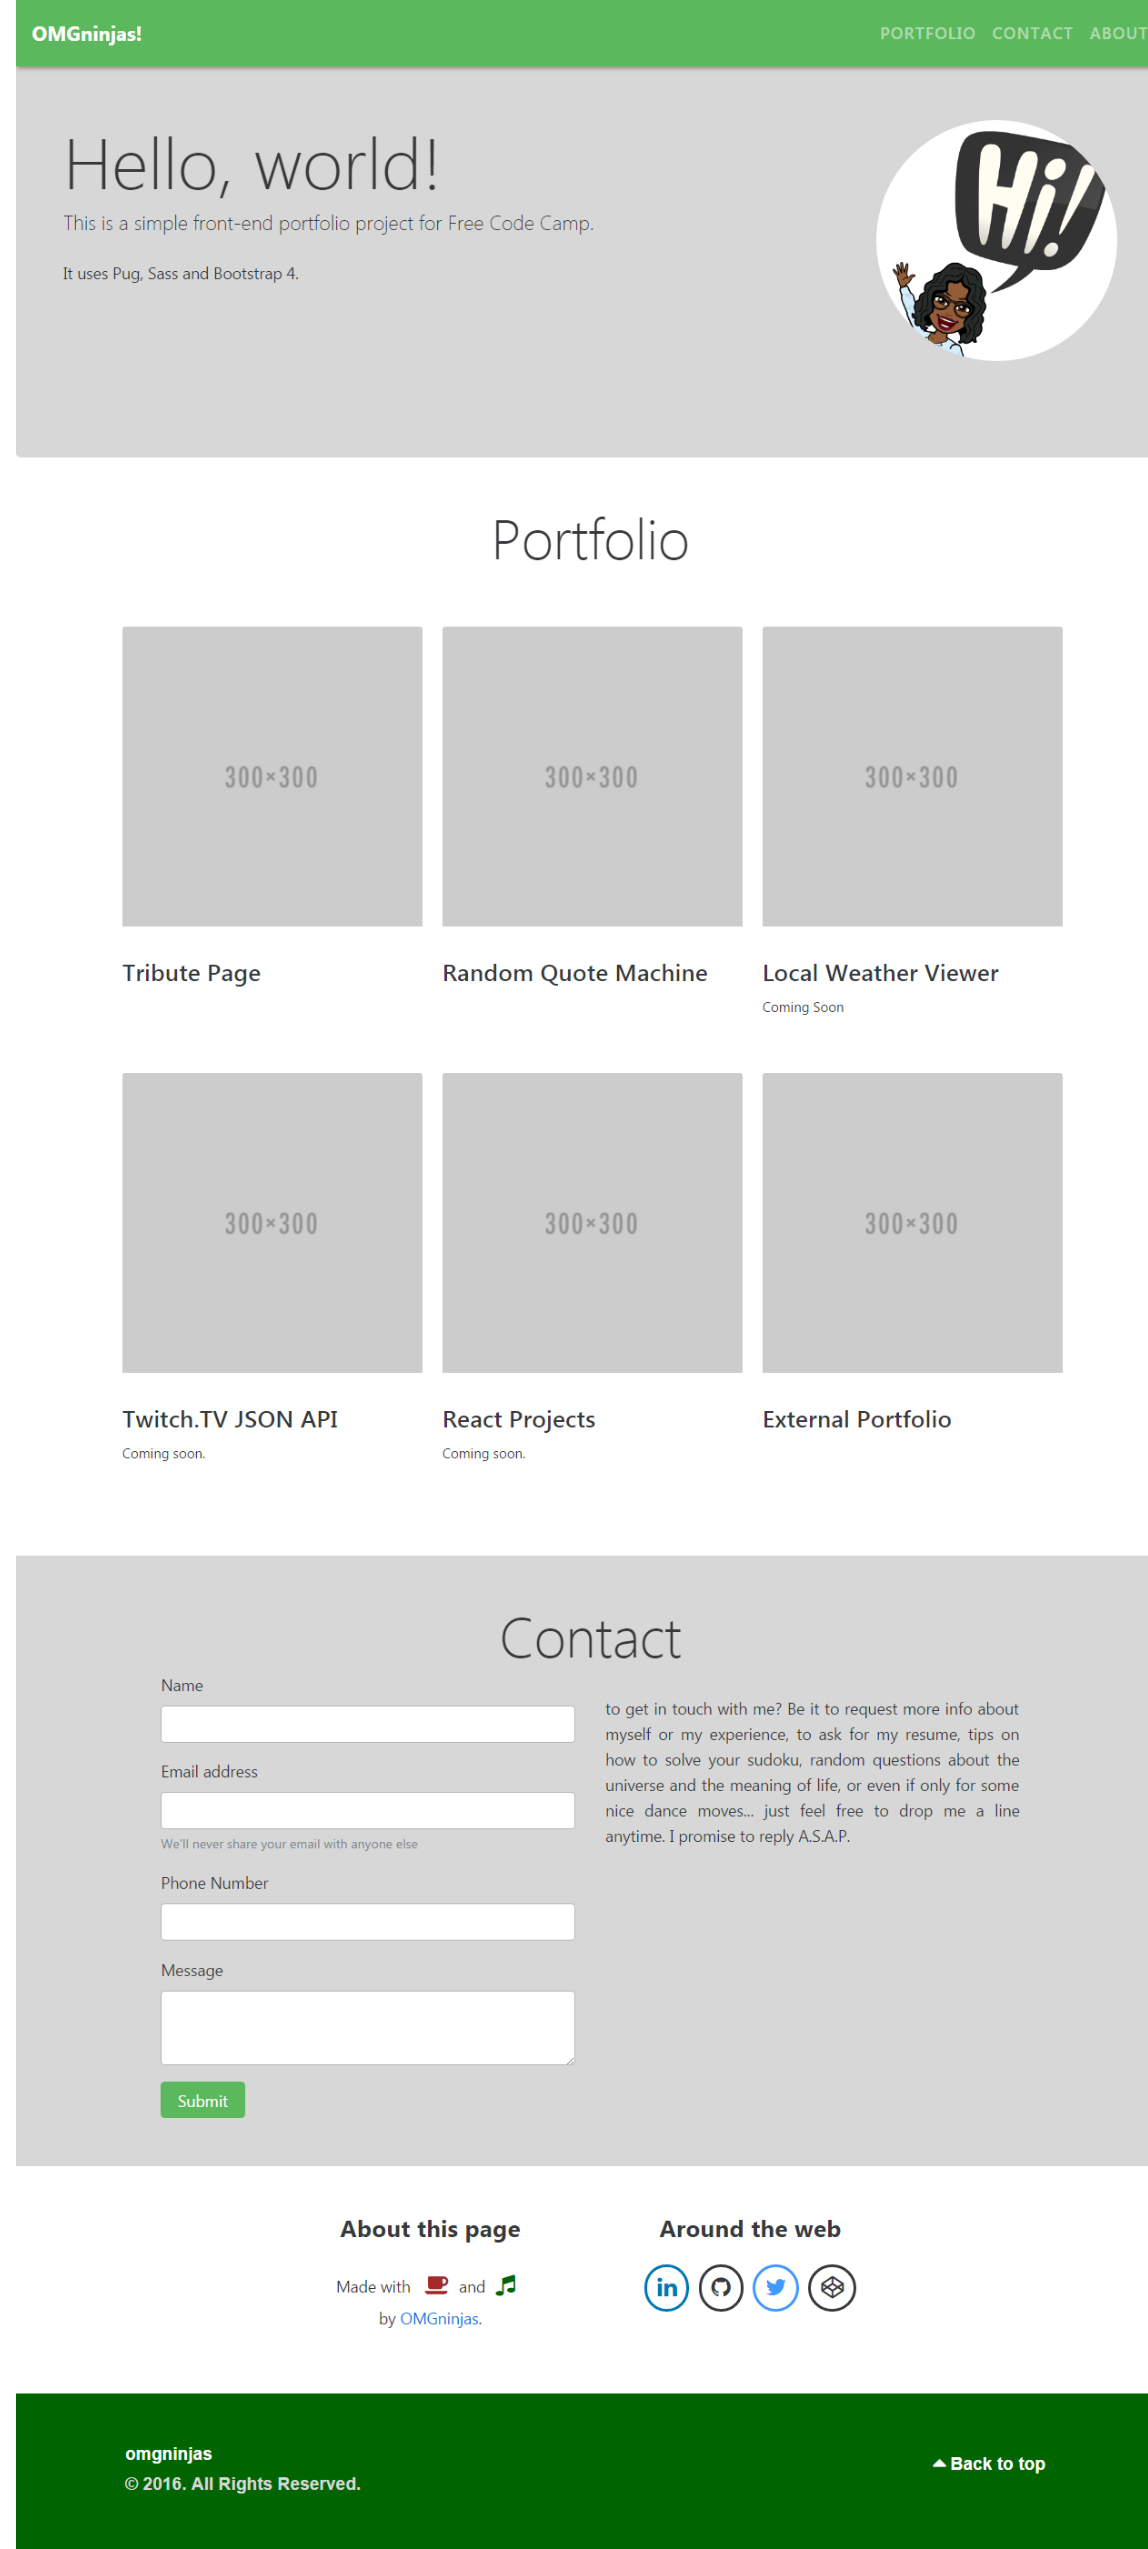 OMGninjas!
PORTFOLIO CONTACT ABOUT
Hello, world!
This is a simple front-end portfolio project for Free Code Camp.
It uses Pug, Sass and Bootstrap 4.
Hi!
Portfolio
300×300
300×300
300×300
Tribute Page
Random Quote Machine
Local Weather Viewer
Coming Soon
300×300
300×300
300×300
Twitch.TV JSON API
Coming soon.
React Projects
Coming soon.
External Portfolio
Contact
Name
Email address
We'll never share your email with anyone else
Phone Number
Message
Submit
to get in touch with me? Be it to request more info about
myself or my experience, to ask for my resume, tips on
how to solve your sudoku, random questions about the
universe and the meaning of life, or even if only for some
nice dance moves... just feel free to drop me a line
anytime. I promise to reply A.S.A.P.
About this page
Made with and
by OMGninjas.
Around the web
in
omgninjas
© 2016. All Rights Reserved.
Back to top